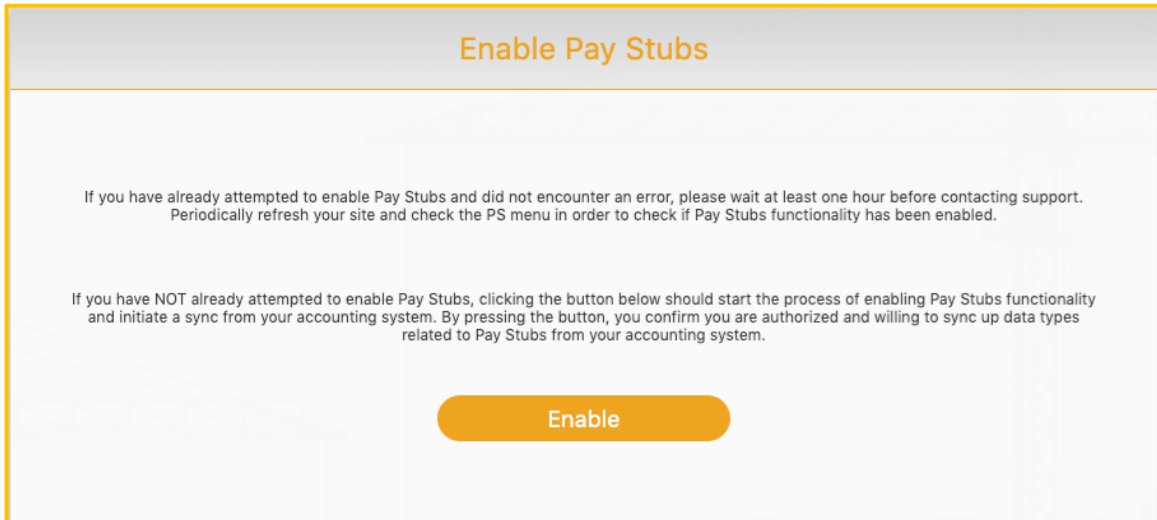 Enable Pay Stubs
If you have already attempted to enable Pay Stubs and did not encounter an error, please wait at least one hour before contacting support.
Periodically refresh your site and check the PS menu in order to check if Pay Stubs functionality has been enabled.
If you have NOT already attempted to enable Pay Stubs, clicking the button below should start the process of enabling Pay Stubs functionality
and initiate a sync from your accounting system. By pressing the button, you confirm you are authorized and willing to sync up data types
related to Pay Stubs from your accounting system.
Enable